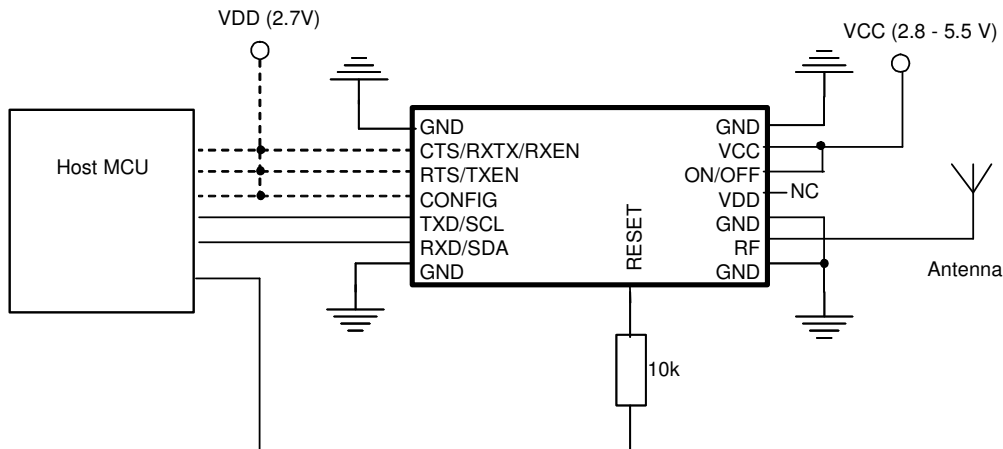 VDD (2.7V)
VCC (2.8 - 5.5 V)
Host MCU
GND
CTS/RXTX/RXEN
RTS/TXEN
CONFIG
TXD/SCL
RXD/SDA
GND
RESET
GND
VCC
ON/OFF
VDD
NC
GND
RF
GND
Antenna
10k